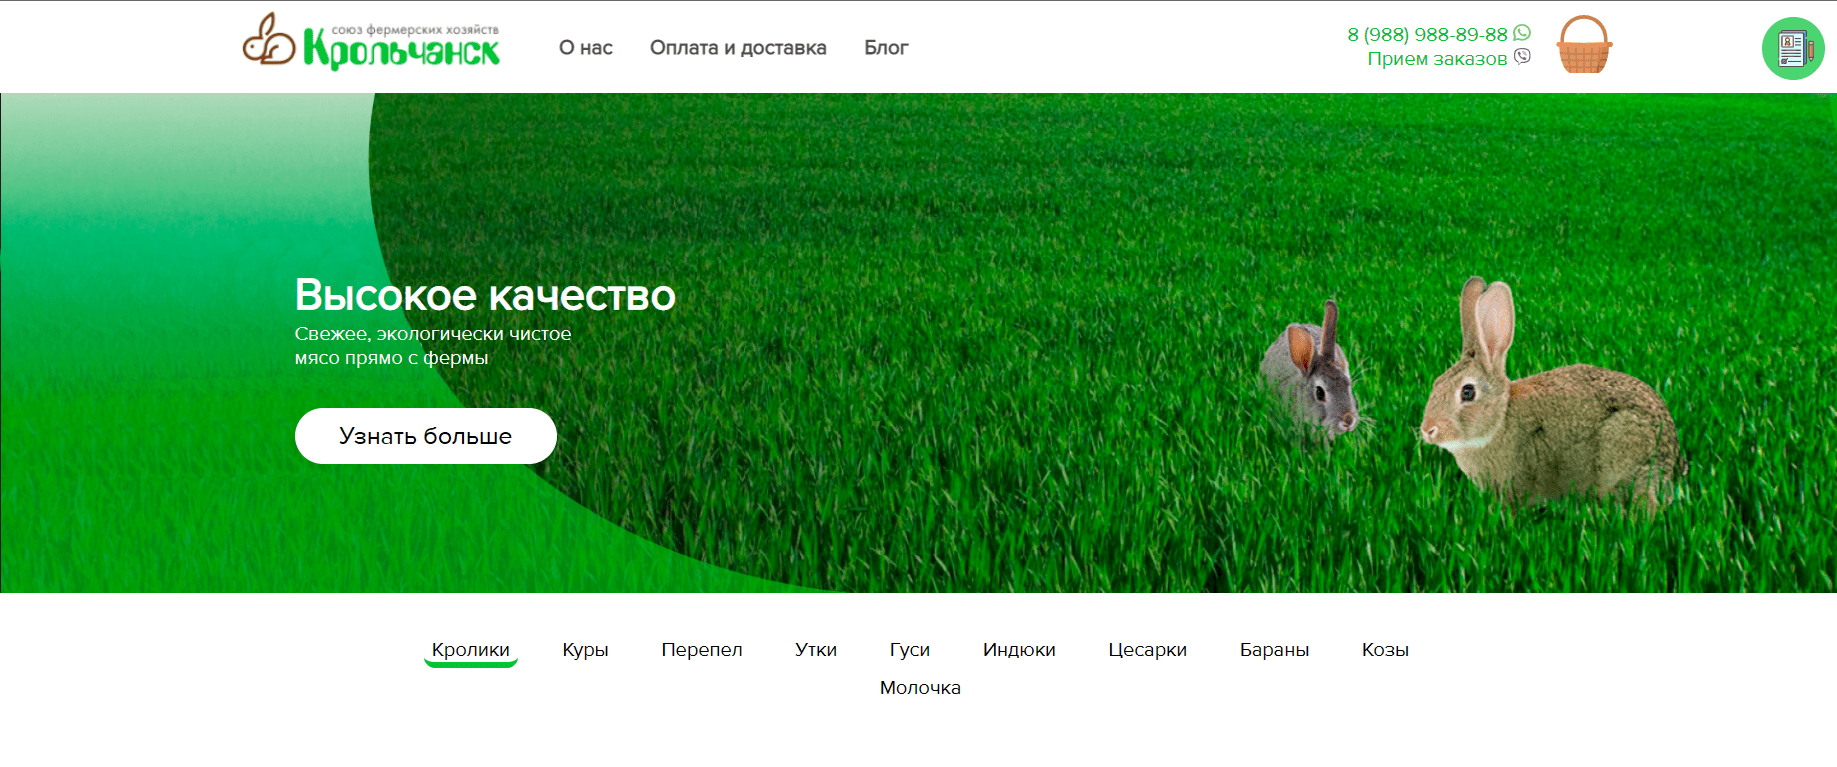 союз фермерских хозяйств
Крольчанск
О нас Оплата и доставка Блог
8 (988) 988-89-88
Прием заказов
Высокое качество
Свежее, экологически чистое
мясо прямо с фермы
Узнать больше
Кролики Куры Перепел Утки Гуси Индюки Цесарки Бараны Козы
Молочка